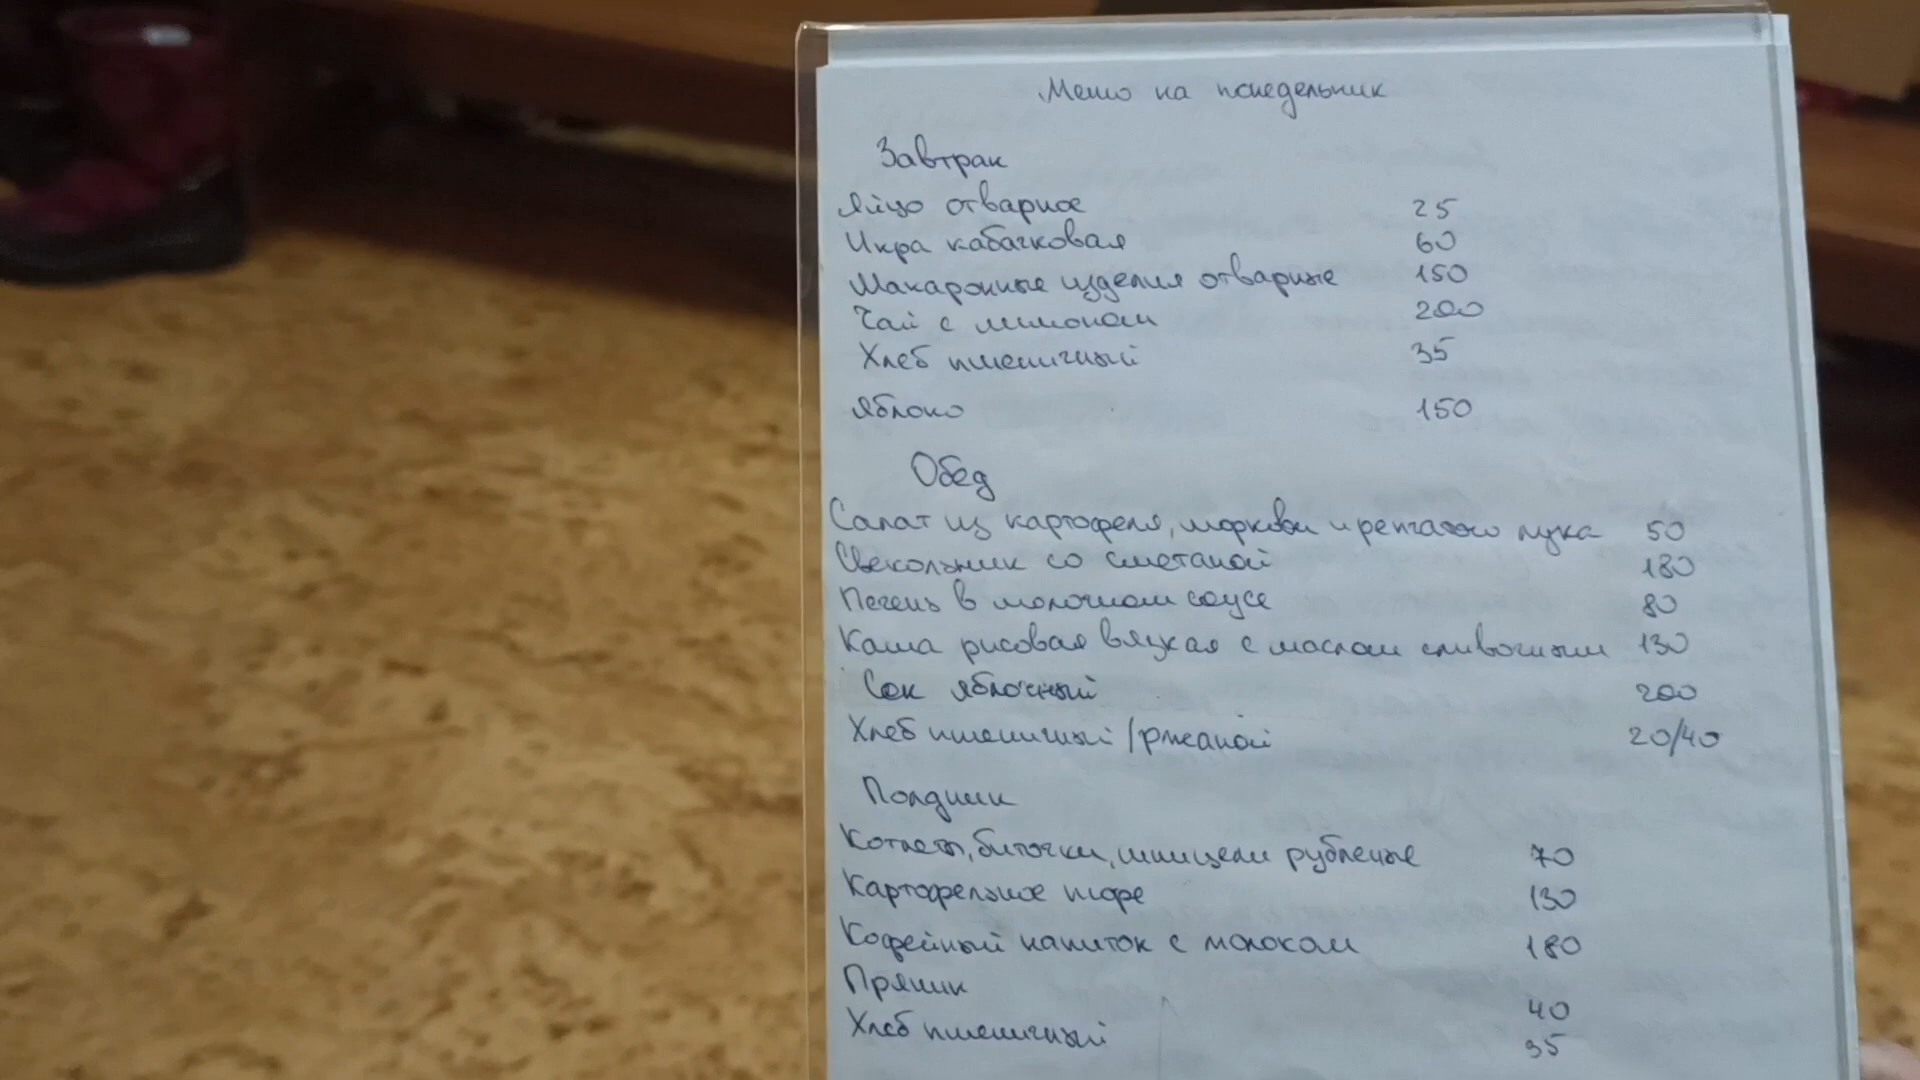 Меню на понедельник
Завтрак
Яйцо отварное 25
Икра кабачковая 60
Макаронные изделия отварные 150
Чай с лимоном 200
Хлеб пшеничный 35
Яблоко 150
Обед
Салат из картофеля, моркови и репчатого лука 50
Свекольник со сметаной 180
Печень в молочном соусе 80
Каша рисовая вязкая с маслом сливочным 130
Сок яблочный 200
Хлеб пшеничный/ржаной 20/40
Полдник
Котлеты, биточки, шницели рубленые 70
Картофельное пюре 130
Кофейный напиток с молоком 180
Пряник 40
Хлеб пшеничный 35